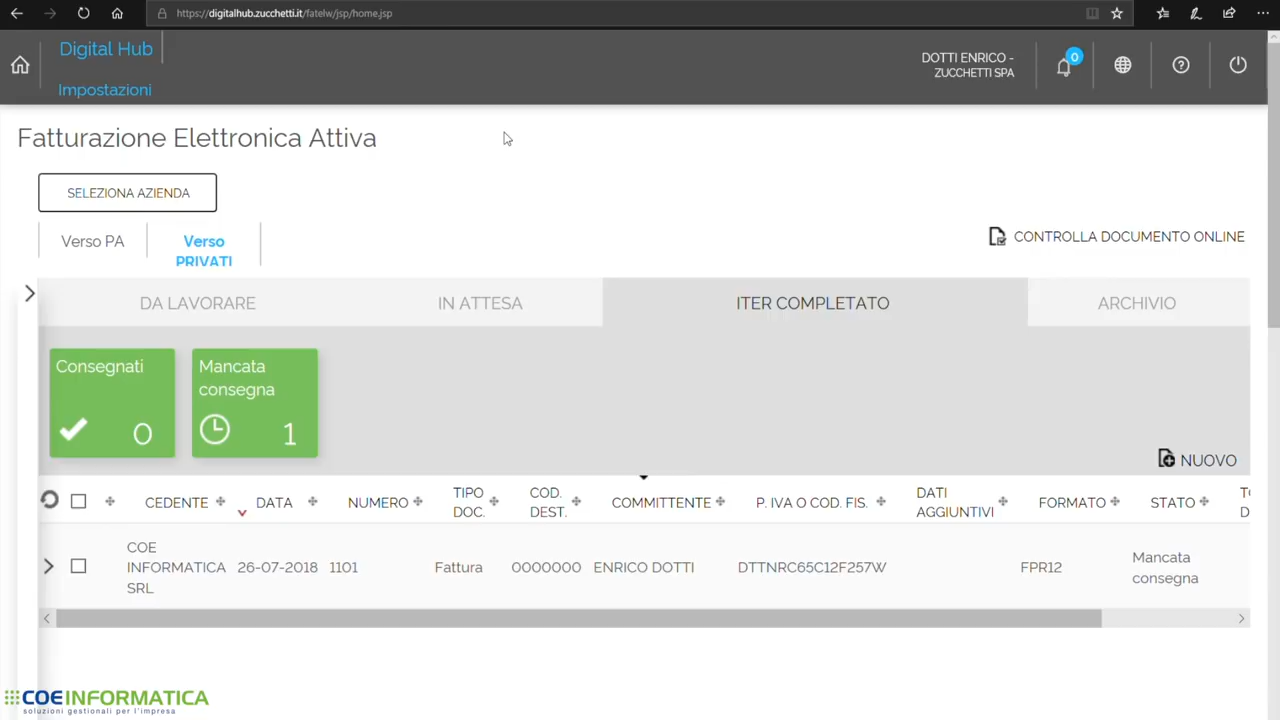 https://digitalhub.zucchetti.it/fatelw/jsp/home.jsp
Digital Hub
Impostazioni
DOTTI ENRICO -
ZUCCHETTI SPA
0
Fatturazione Elettronica Attiva
SELEZIONA AZIENDA
Verso PA
Verso
PRIVATI
CONTROLLA DOCUMENTO ONLINE
DA LAVORARE
IN ATTESA
ITER COMPLETATO
ARCHIVIO
Consegnati
0
Mancata
consegna
1
NUOVO
CEDENTE
DATA
NUMERO
TIPO
DOC.
COD.
DEST.
COMMITTENTE
P. IVA O COD. FIS.
DATI
AGGIUNTIVI
FORMATO
STATO
COE
INFORMATICA
SRL
26-07-2018
1101
Fattura
0000000
ENRICO DOTTI
DTTNRC65C12F257W
FPR12
Mancata
consegna
COEINFORMATICA
soluzioni gestionali per l'impresa